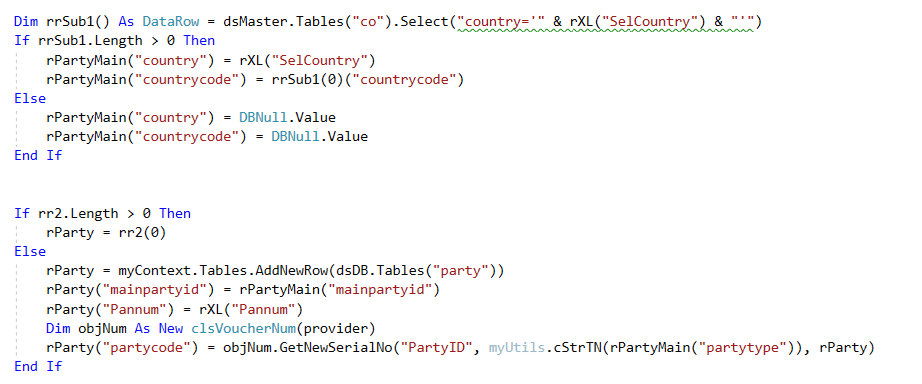 Dim rrSub1() As DataRow = dsMaster.Tables("co").Select("country='" & rXL("SelCountry") & "'")
If rrSub1.Length > 0 Then
    rPartyMain("country") = rXL("SelCountry")
    rPartyMain("countrycode") = rrSub1(0)("countrycode")
Else
    rPartyMain("country") = DBNull.Value
    rPartyMain("countrycode") = DBNull.Value
End If
If rr2.Length > 0 Then
    rParty = rr2(0)
Else
    rParty = myContext.Tables.AddNewRow(dsDB.Tables("party"))
    rParty("mainpartyid") = rPartyMain("mainpartyid")
    rParty("Pannum") = rXL("Pannum")
    Dim objNum As New clsVoucherNum(provider)
    rParty("partycode") = objNum.GetNewSerialNo("PartyID", myUtils.cStrTN(rPartyMain("partytype")), rParty)
End If